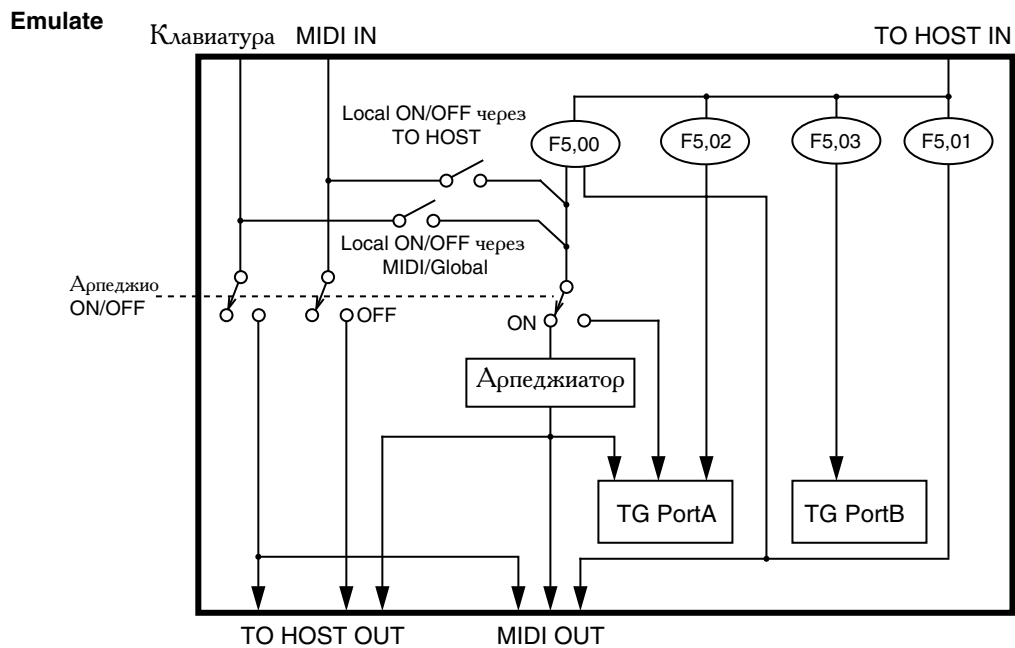 Emulate
Клавиатура MIDI IN TO HOST IN
Local ON/OFF через
TO HOST
F5,00 F5,02 F5,03 F5,01
Local ON/OFF через
MIDI/Global
Арпеджио
ON/OFF
OFF
ON
Арпеджиатор
TG PortA TG PortB
TO HOST OUT MIDI OUT